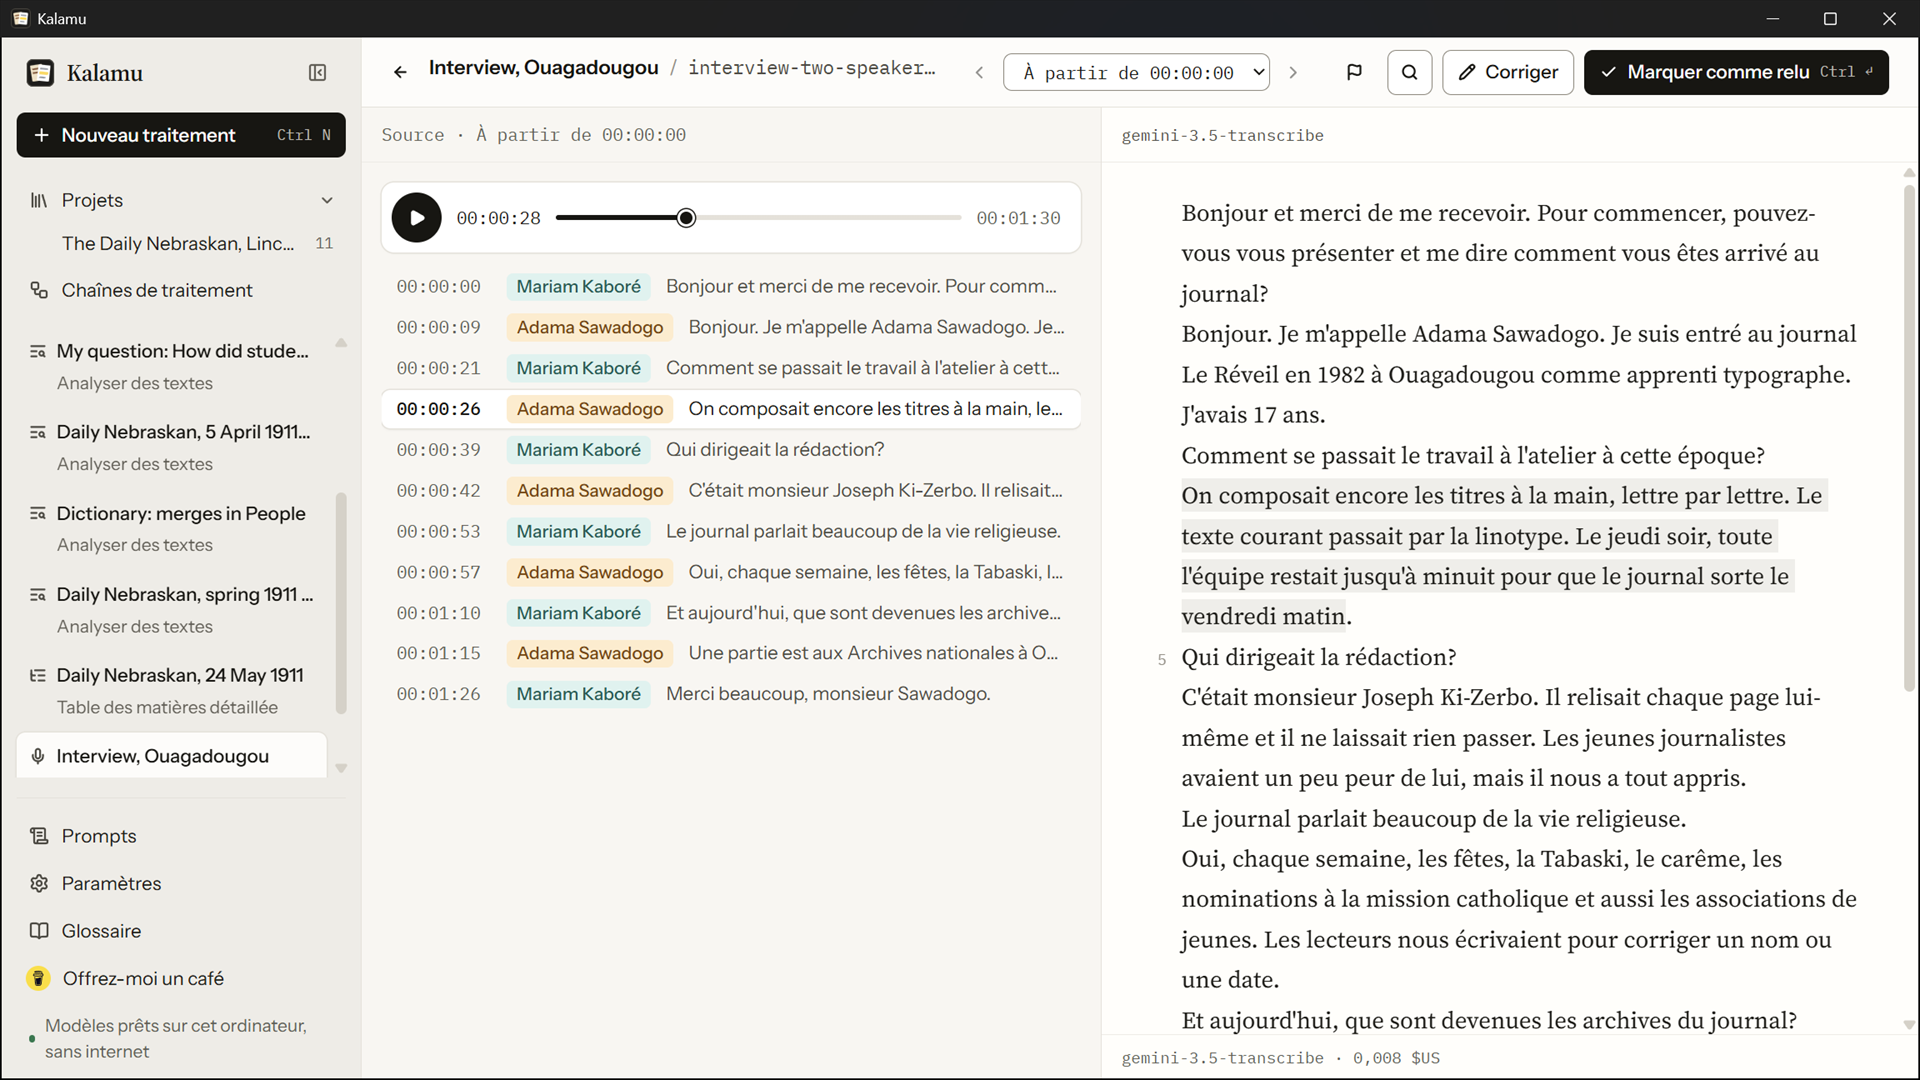 Kalamu
Kalamu
Nouveau traitement Ctrl N
Projets
The Daily Nebraskan, Linc... 11
Chaînes de traitement
My question: How did stude...
Analyser des textes
Daily Nebraskan, 5 April 1911...
Analyser des textes
Dictionary: merges in People
Analyser des textes
Daily Nebraskan, spring 1911 ...
Analyser des textes
Daily Nebraskan, 24 May 1911
Table des matières détaillée
Interview, Ouagadougou
Prompts
Paramètres
Glossaire
Offrez-moi un café
Modèles prêts sur cet ordinateur,
sans internet
Interview, Ouagadougou / interview-two-speaker…
À partir de 00:00:00
Corriger
Marquer comme relu Ctrl ↵
Source · À partir de 00:00:00
00:00:28 00:01:30
00:00:00 Mariam Kaboré Bonjour et merci de me recevoir. Pour comm...
00:00:09 Adama Sawadogo Bonjour. Je m'appelle Adama Sawadogo. Je...
00:00:21 Mariam Kaboré Comment se passait le travail à l'atelier à cett...
00:00:26 Adama Sawadogo On composait encore les titres à la main, le...
00:00:39 Mariam Kaboré Qui dirigeait la rédaction?
00:00:42 Adama Sawadogo C'était monsieur Joseph Ki-Zerbo. Il relisait...
00:00:53 Mariam Kaboré Le journal parlait beaucoup de la vie religieuse.
00:00:57 Adama Sawadogo Oui, chaque semaine, les fêtes, la Tabaski, l...
00:01:10 Mariam Kaboré Et aujourd'hui, que sont devenues les archive...
00:01:15 Adama Sawadogo Une partie est aux Archives nationales à O...
00:01:26 Mariam Kaboré Merci beaucoup, monsieur Sawadogo.
gemini-3.5-transcribe
Bonjour et merci de me recevoir. Pour commencer, pouvez-
vous vous présenter et me dire comment vous êtes arrivé au
journal?
Bonjour. Je m'appelle Adama Sawadogo. Je suis entré au journal
Le Réveil en 1982 à Ouagadougou comme apprenti typographe.
J'avais 17 ans.
Comment se passait le travail à l'atelier à cette époque?
On composait encore les titres à la main, lettre par lettre. Le
texte courant passait par la linotype. Le jeudi soir, toute
l'équipe restait jusqu'à minuit pour que le journal sorte le
vendredi matin.
5 Qui dirigeait la rédaction?
C'était monsieur Joseph Ki-Zerbo. Il relisait chaque page lui-
même et il ne laissait rien passer. Les jeunes journalistes
avaient un peu peur de lui, mais il nous a tout appris.
Le journal parlait beaucoup de la vie religieuse.
Oui, chaque semaine, les fêtes, la Tabaski, le carême, les
nominations à la mission catholique et aussi les associations de
jeunes. Les lecteurs nous écrivaient pour corriger un nom ou
une date.
Et aujourd'hui, que sont devenues les archives du journal?
gemini-3.5-transcribe · 0,008 $US